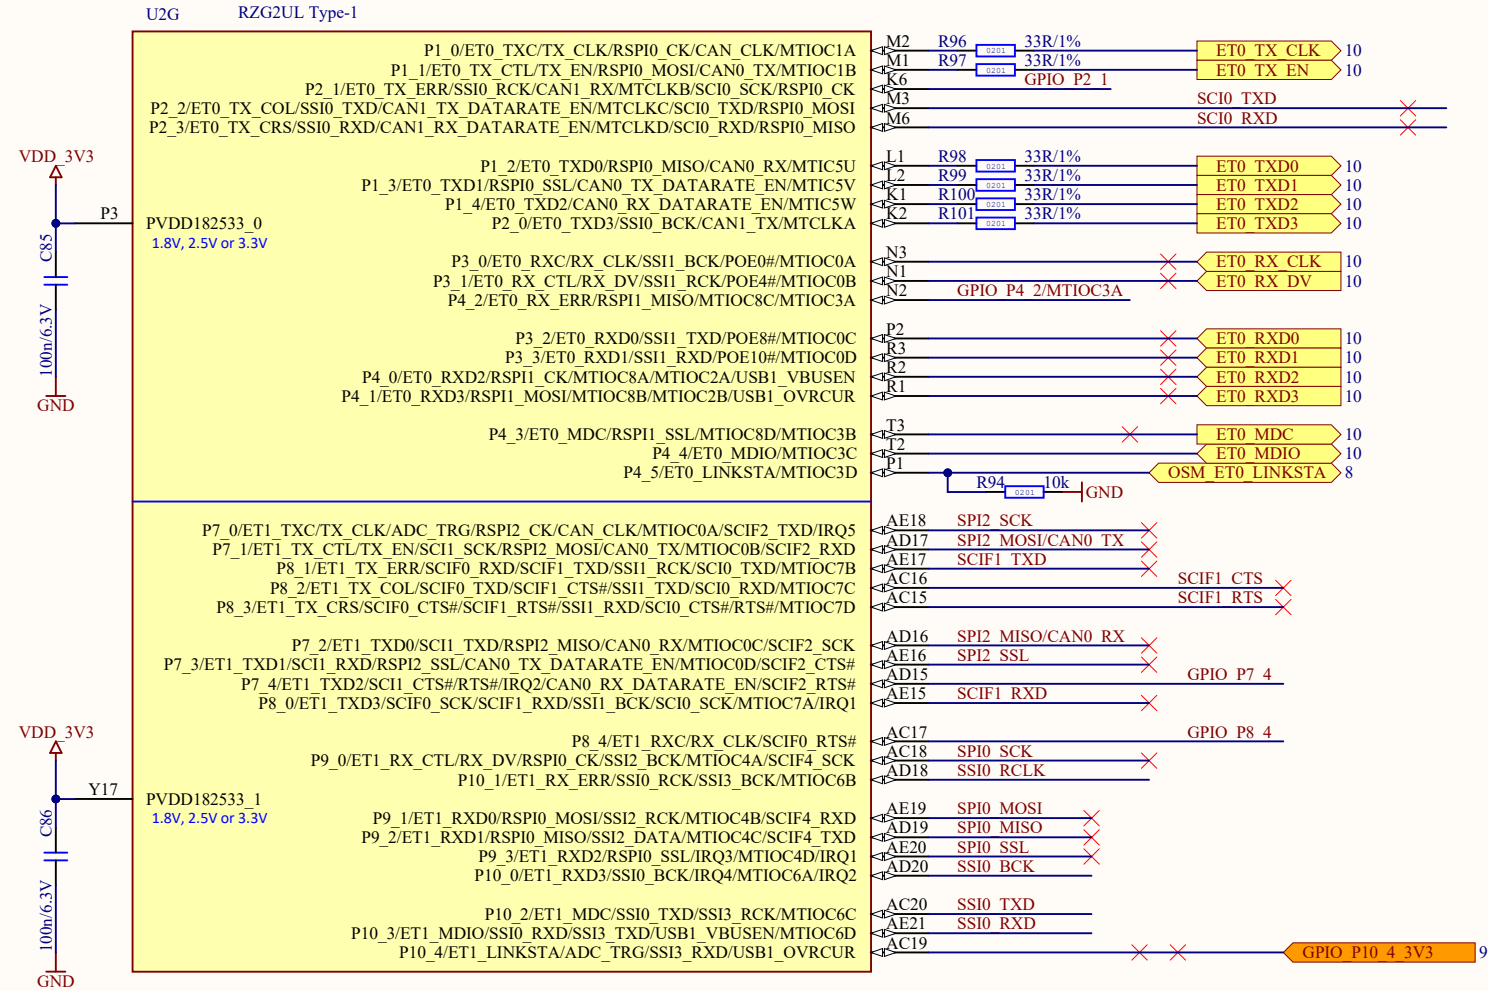 U2G RZG2UL Type-1
P1_0/ET0_TXC/TX_CLK/RSPI0_CK/CAN_CLK/MTIOC1A M2 R96 0201 33R/1% ET0_TX_CLK 10
P1_1/ET0_TX_CTL/TX_EN/RSPI0_MOSI/CAN0_TX/MTIOC1B M1 R97 0201 33R/1% ET0_TX_EN 10
P2_1/ET0_TX_ERR/SSI0_RCK/CAN1_RX/MTCLKB/SCI0_SCK/RSPI0_CK K6 GPIO_P2_1
P2_2/ET0_TX_COL/SSI0_TXD/CAN1_TX_DATARATE_EN/MTCLKC/SCI0_TXD/RSPI0_MOSI M3 SCI0_TXD
P2_3/ET0_TX_CRS/SSI0_RXD/CAN1_RX_DATARATE_EN/MTCLKD/SCI0_RXD/RSPI0_MISO M6 SCI0_RXD
VDD_3V3
P1_2/ET0_TXD0/RSPI0_MISO/CAN0_RX/MTIC5U L1 R98 0201 33R/1% ET0_TXD0 10
P1_3/ET0_TXD1/RSPI0_SSL/CAN0_TX_DATARATE_EN/MTIC5V L2 R99 0201 33R/1% ET0_TXD1 10
P1_4/ET0_TXD2/CAN0_RX_DATARATE_EN/MTIC5W K1 R100 0201 33R/1% ET0_TXD2 10
P3 PVDD182533_0 P2_0/ET0_TXD3/SSI0_BCK/CAN1_TX/MTCLKA K2 R101 0201 33R/1% ET0_TXD3 10
1.8V, 2.5V or 3.3V
C85
P3_0/ET0_RXC/RX_CLK/SSI1_BCK/POE0#/MTIOC0A N3 ET0_RX_CLK 10
P3_1/ET0_RX_CTL/RX_DV/SSI1_RCK/POE4#/MTIOC0B N1 ET0_RX_DV 10
P4_2/ET0_RX_ERR/RSPI1_MISO/MTIOC8C/MTIOC3A N2 GPIO_P4_2/MTIOC3A
100n/6.3V
P3_2/ET0_RXD0/SSI1_TXD/POE8#/MTIOC0C P2 ET0_RXD0 10
P3_3/ET0_RXD1/SSI1_RXD/POE10#/MTIOC0D R3 ET0_RXD1 10
P4_0/ET0_RXD2/RSPI1_CK/MTIOC8A/MTIOC2A/USB1_VBUSEN R2 ET0_RXD2 10
P4_1/ET0_RXD3/RSPI1_MOSI/MTIOC8B/MTIOC2B/USB1_OVRCUR R1 ET0_RXD3 10
GND
P4_3/ET0_MDC/RSPI1_SSL/MTIOC8D/MTIOC3B T3 ET0_MDC 10
P4_4/ET0_MDIO/MTIOC3C T2 ET0_MDIO 10
P4_5/ET0_LINKSTA/MTIOC3D P1 OSM_ET0_LINKSTA 8
R94 0201 10k GND
P7_0/ET1_TXC/TX_CLK/ADC_TRG/RSPI2_CK/CAN_CLK/MTIOC0A/SCIF2_TXD/IRQ5 AE18 SPI2_SCK
P7_1/ET1_TX_CTL/TX_EN/SCI1_SCK/RSPI2_MOSI/CAN0_TX/MTIOC0B/SCIF2_RXD AD17 SPI2_MOSI/CAN0_TX
P8_1/ET1_TX_ERR/SCIF0_RXD/SCIF1_TXD/SSI1_RCK/SCI0_TXD/MTIOC7B AE17 SCIF1_TXD
P8_2/ET1_TX_COL/SCIF0_TXD/SCIF1_CTS#/SSI1_TXD/SCI0_RXD/MTIOC7C AC16 SCIF1_CTS
P8_3/ET1_TX_CRS/SCIF0_CTS#/SCIF1_RTS#/SSI1_RXD/SCI0_CTS#/RTS#/MTIOC7D AC15 SCIF1_RTS
P7_2/ET1_TXD0/SCI1_TXD/RSPI2_MISO/CAN0_RX/MTIOC0C/SCIF2_SCK AD16 SPI2_MISO/CAN0_RX
P7_3/ET1_TXD1/SCI1_RXD/RSPI2_SSL/CAN0_TX_DATARATE_EN/MTIOC0D/SCIF2_CTS# AE16 SPI2_SSL
P7_4/ET1_TXD2/SCI1_CTS#/RTS#/IRQ2/CAN0_RX_DATARATE_EN/SCIF2_RTS# AD15 GPIO_P7_4
P8_0/ET1_TXD3/SCIF0_SCK/SCIF1_RXD/SSI1_BCK/SCI0_SCK/MTIOC7A/IRQ1 AE15 SCIF1_RXD
VDD_3V3
P8_4/ET1_RXC/RX_CLK/SCIF0_RTS# AC17 GPIO_P8_4
P9_0/ET1_RX_CTL/RX_DV/RSPI0_CK/SSI2_BCK/MTIOC4A/SCIF4_SCK AC18 SPI0_SCK
P10_1/ET1_RX_ERR/SSI0_RCK/SSI3_BCK/MTIOC6B AD18 SSI0_RCLK
Y17 PVDD182533_1
1.8V, 2.5V or 3.3V
C86
P9_1/ET1_RXD0/RSPI0_MOSI/SSI2_RCK/MTIOC4B/SCIF4_RXD AE19 SPI0_MOSI
P9_2/ET1_RXD1/RSPI0_MISO/SSI2_DATA/MTIOC4C/SCIF4_TXD AD19 SPI0_MISO
P9_3/ET1_RXD2/RSPI0_SSL/IRQ3/MTIOC4D/IRQ1 AE20 SPI0_SSL
P10_0/ET1_RXD3/SSI0_BCK/IRQ4/MTIOC6A/IRQ2 AD20 SSI0_BCK
100n/6.3V
P10_2/ET1_MDC/SSI0_TXD/SSI3_RCK/MTIOC6C AC20 SSI0_TXD
P10_3/ET1_MDIO/SSI0_RXD/SSI3_TXD/USB1_VBUSEN/MTIOC6D AE21 SSI0_RXD
P10_4/ET1_LINKSTA/ADC_TRG/SSI3_RXD/USB1_OVRCUR AC19 GPIO_P10_4_3V3 9
GND